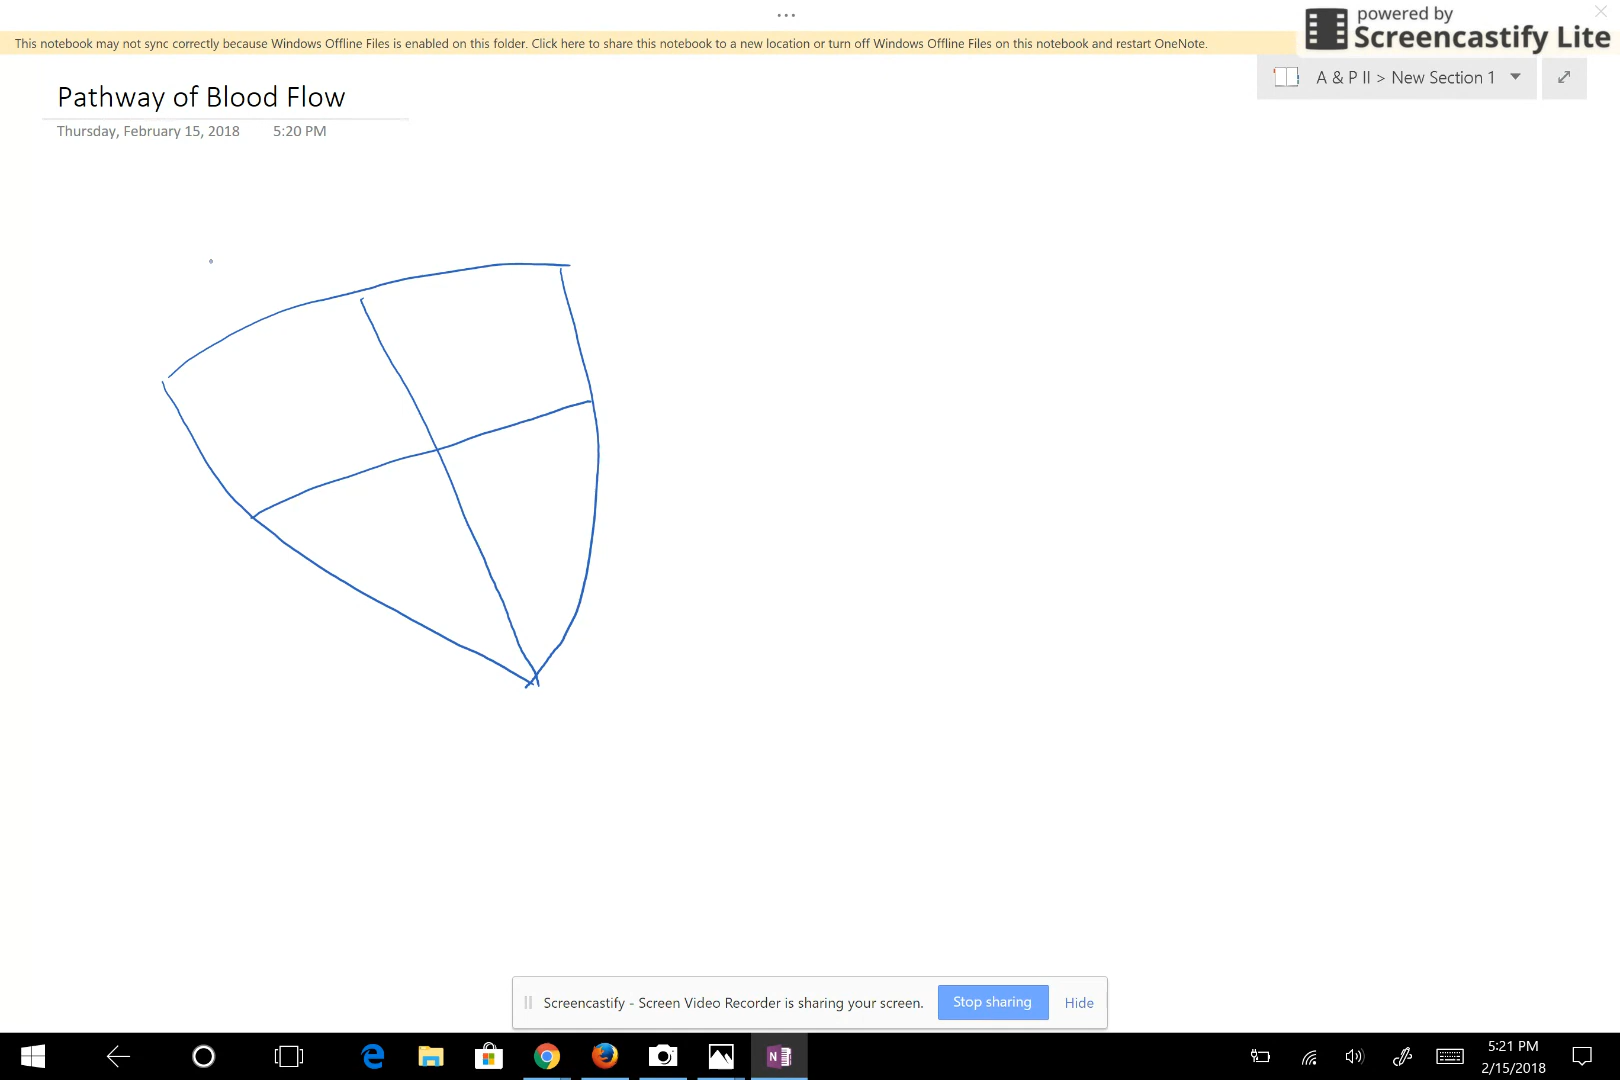 powered by
Screencastify Lite
This notebook may not sync correctly because Windows Offline Files is enabled on this folder. Click here to share this notebook to a new location or turn off Windows Offline Files on this notebook and restart OneNote.
A & P II > New Section 1
Pathway of Blood Flow
Thursday, February 15, 2018 5:20 PM
Screencastify - Screen Video Recorder is sharing your screen. Stop sharing Hide
5:21 PM
2/15/2018